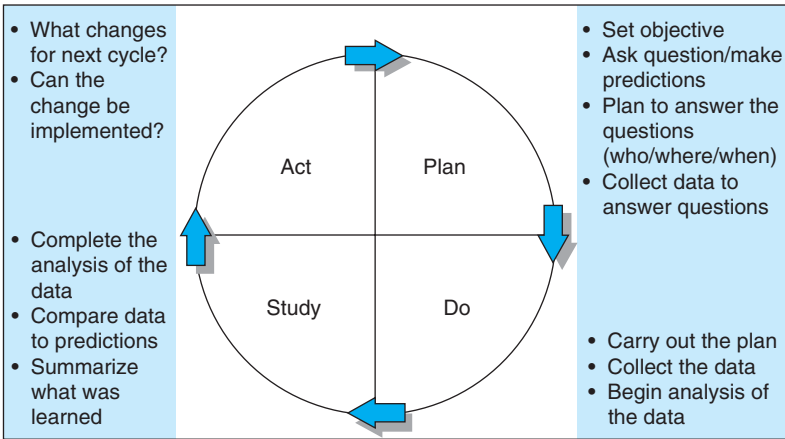 • What changes
for next cycle?
• Can the
change be
implemented?
• Set objective
• Ask question/make
predictions
• Plan to answer the
questions
(who/where/when)
• Collect data to
answer questions
Act
Plan
Study
Do
• Complete the
analysis of the
data
• Compare data
to predictions
• Summarize
what was
learned
• Carry out the plan
• Collect the data
• Begin analysis of
the data